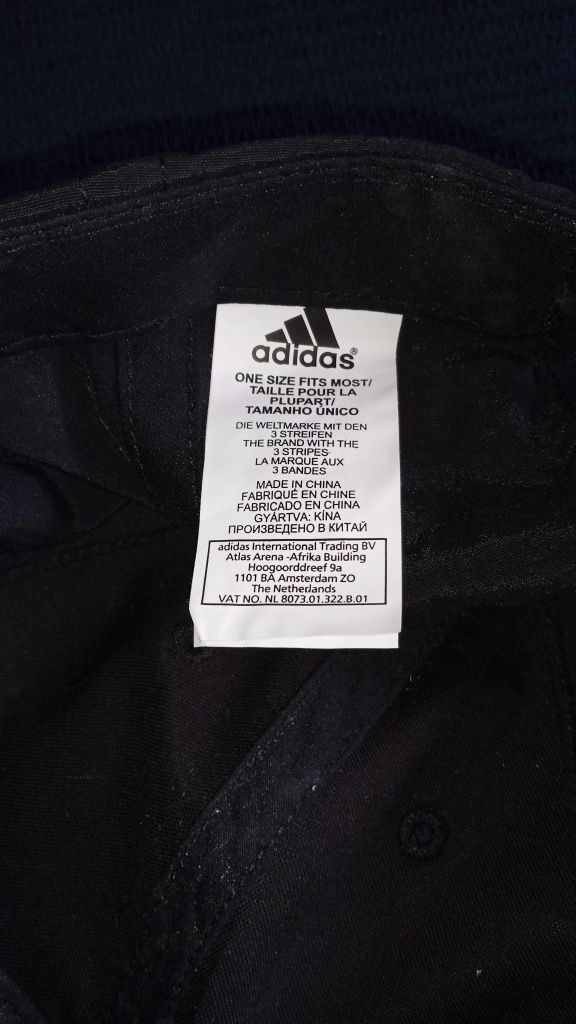 adidas®
ONE SIZE FITS MOST/
TAILLE POUR LA
PLUPART/
TAMANHO ÚNICO
DIE WELTMARKE MIT DEN
3 STREIFEN
THE BRAND WITH THE
3 STRIPES
LA MARQUE AUX
3 BANDES
MADE IN CHINA
FABRIQUÉ EN CHINE
FABRICADO EN CHINA
GYÁRTVA: KÍNA
ПРОИЗВЕДЕНО В КИТАЙ
adidas International Trading BV
Atlas Arena -Afrika Building
Hoogoorddreef 9a
1101 BA Amsterdam ZO
The Netherlands
VAT NO. NL 8073.01.322.B.01